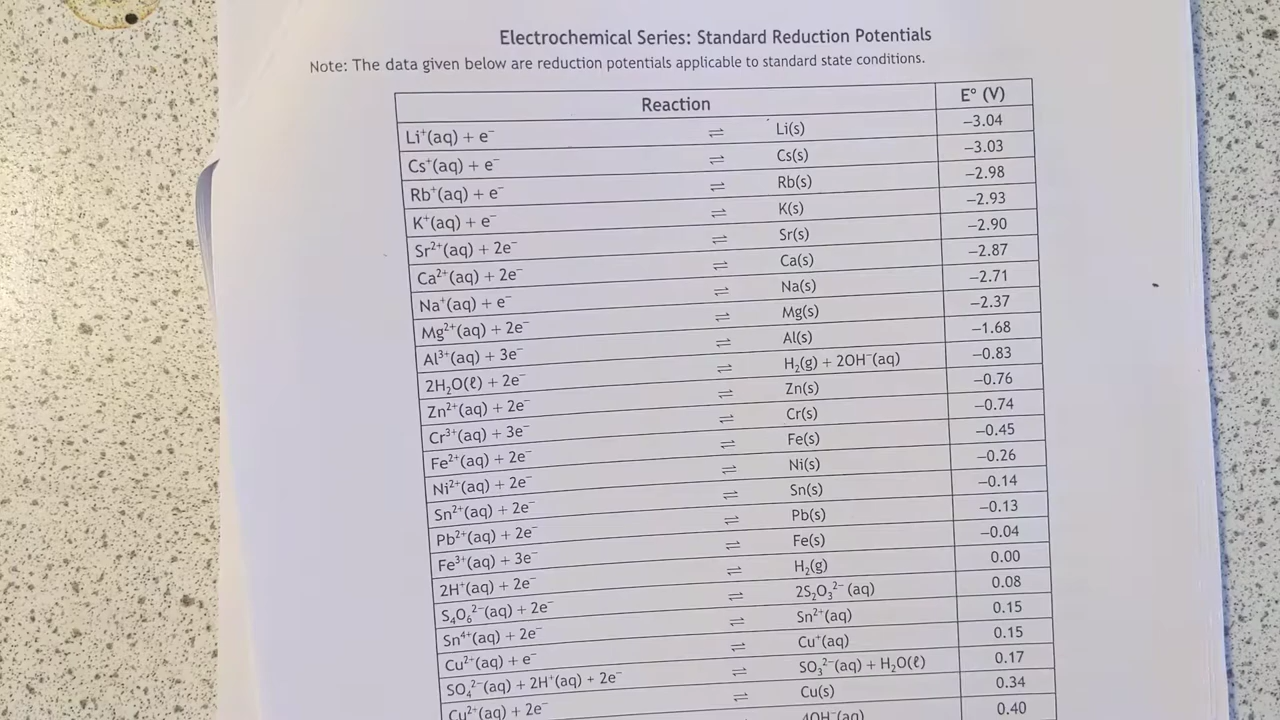 Electrochemical Series: Standard Reduction Potentials
Note: The data given below are reduction potentials applicable to standard state conditions.
Reaction E° (V)
Li⁺(aq) + e⁻ ⇌ Li(s) −3.04
Cs⁺(aq) + e⁻ ⇌ Cs(s) −3.03
Rb⁺(aq) + e⁻ ⇌ Rb(s) −2.98
K⁺(aq) + e⁻ ⇌ K(s) −2.93
Sr²⁺(aq) + 2e⁻ ⇌ Sr(s) −2.90
Ca²⁺(aq) + 2e⁻ ⇌ Ca(s) −2.87
Na⁺(aq) + e⁻ ⇌ Na(s) −2.71
Mg²⁺(aq) + 2e⁻ ⇌ Mg(s) −2.37
Al³⁺(aq) + 3e⁻ ⇌ Al(s) −1.68
2H₂O(ℓ) + 2e⁻ ⇌ H₂(g) + 2OH⁻(aq) −0.83
Zn²⁺(aq) + 2e⁻ ⇌ Zn(s) −0.76
Cr³⁺(aq) + 3e⁻ ⇌ Cr(s) −0.74
Fe²⁺(aq) + 2e⁻ ⇌ Fe(s) −0.45
Ni²⁺(aq) + 2e⁻ ⇌ Ni(s) −0.26
Sn²⁺(aq) + 2e⁻ ⇌ Sn(s) −0.14
Pb²⁺(aq) + 2e⁻ ⇌ Pb(s) −0.13
Fe³⁺(aq) + 3e⁻ ⇌ Fe(s) −0.04
2H⁺(aq) + 2e⁻ ⇌ H₂(g) 0.00
S₄O₆²⁻(aq) + 2e⁻ ⇌ 2S₂O₃²⁻ (aq) 0.08
Sn⁴⁺(aq) + 2e⁻ ⇌ Sn²⁺(aq) 0.15
Cu²⁺(aq) + e⁻ ⇌ Cu⁺(aq) 0.15
SO₄²⁻(aq) + 2H⁺(aq) + 2e⁻ ⇌ SO₃²⁻(aq) + H₂O(ℓ) 0.17
Cu²⁺(aq) + 2e⁻ ⇌ Cu(s) 0.34
4OH⁻(aq) 0.40